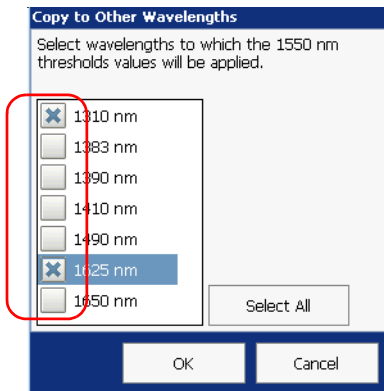 Copy to Other Wavelengths
Select wavelengths to which the 1550 nm
thresholds values will be applied.
1310 nm
1383 nm
1390 nm
1410 nm
1490 nm
1625 nm
1650 nm
Select All
OK
Cancel